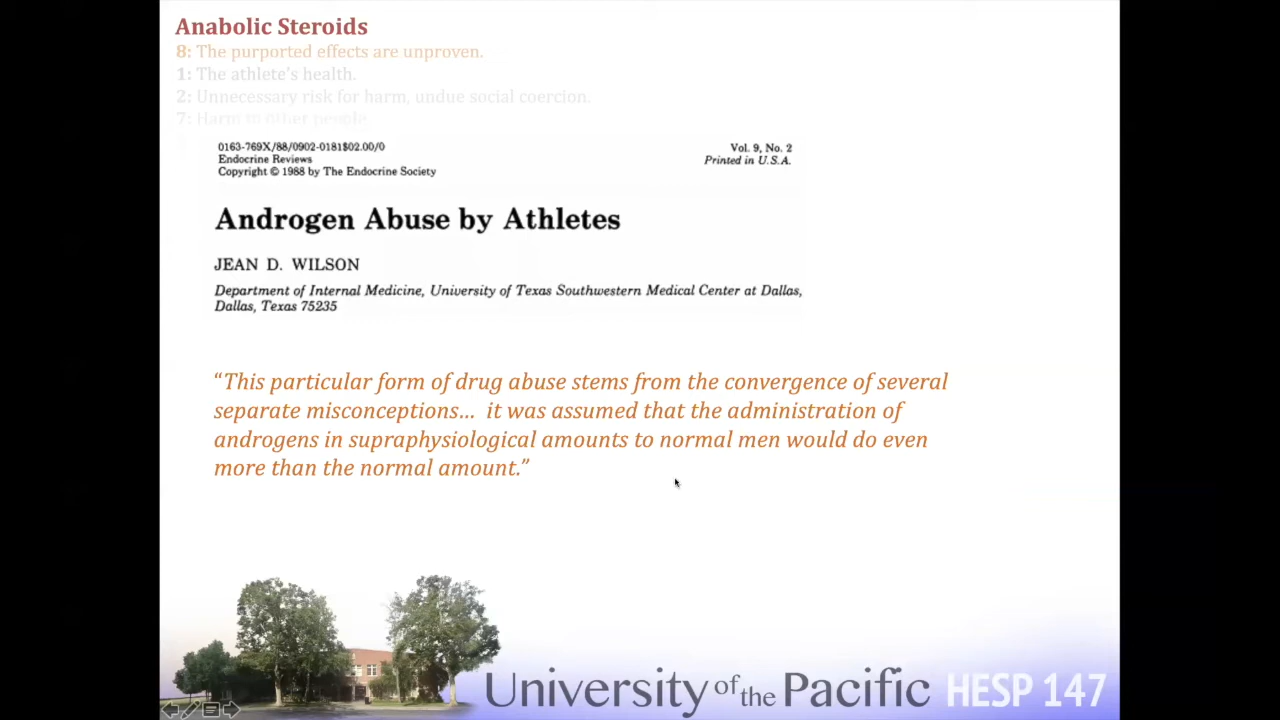 Anabolic Steroids
8: The purported effects are unproven.
1: The athlete's health.
2: Unnecessary risk for harm, undue social coercion.
7: Harm to other people.
0163-769X/88/0902-0181$02.00/0
Endocrine Reviews
Copyright © 1988 by The Endocrine Society
Vol. 9, No. 2
Printed in U.S.A.
Androgen Abuse by Athletes
JEAN D. WILSON
Department of Internal Medicine, University of Texas Southwestern Medical Center at Dallas,
Dallas, Texas 75235
“This particular form of drug abuse stems from the convergence of several
separate misconceptions… it was assumed that the administration of
androgens in supraphysiological amounts to normal men would do even
more than the normal amount.”
University of the Pacific HESP 147